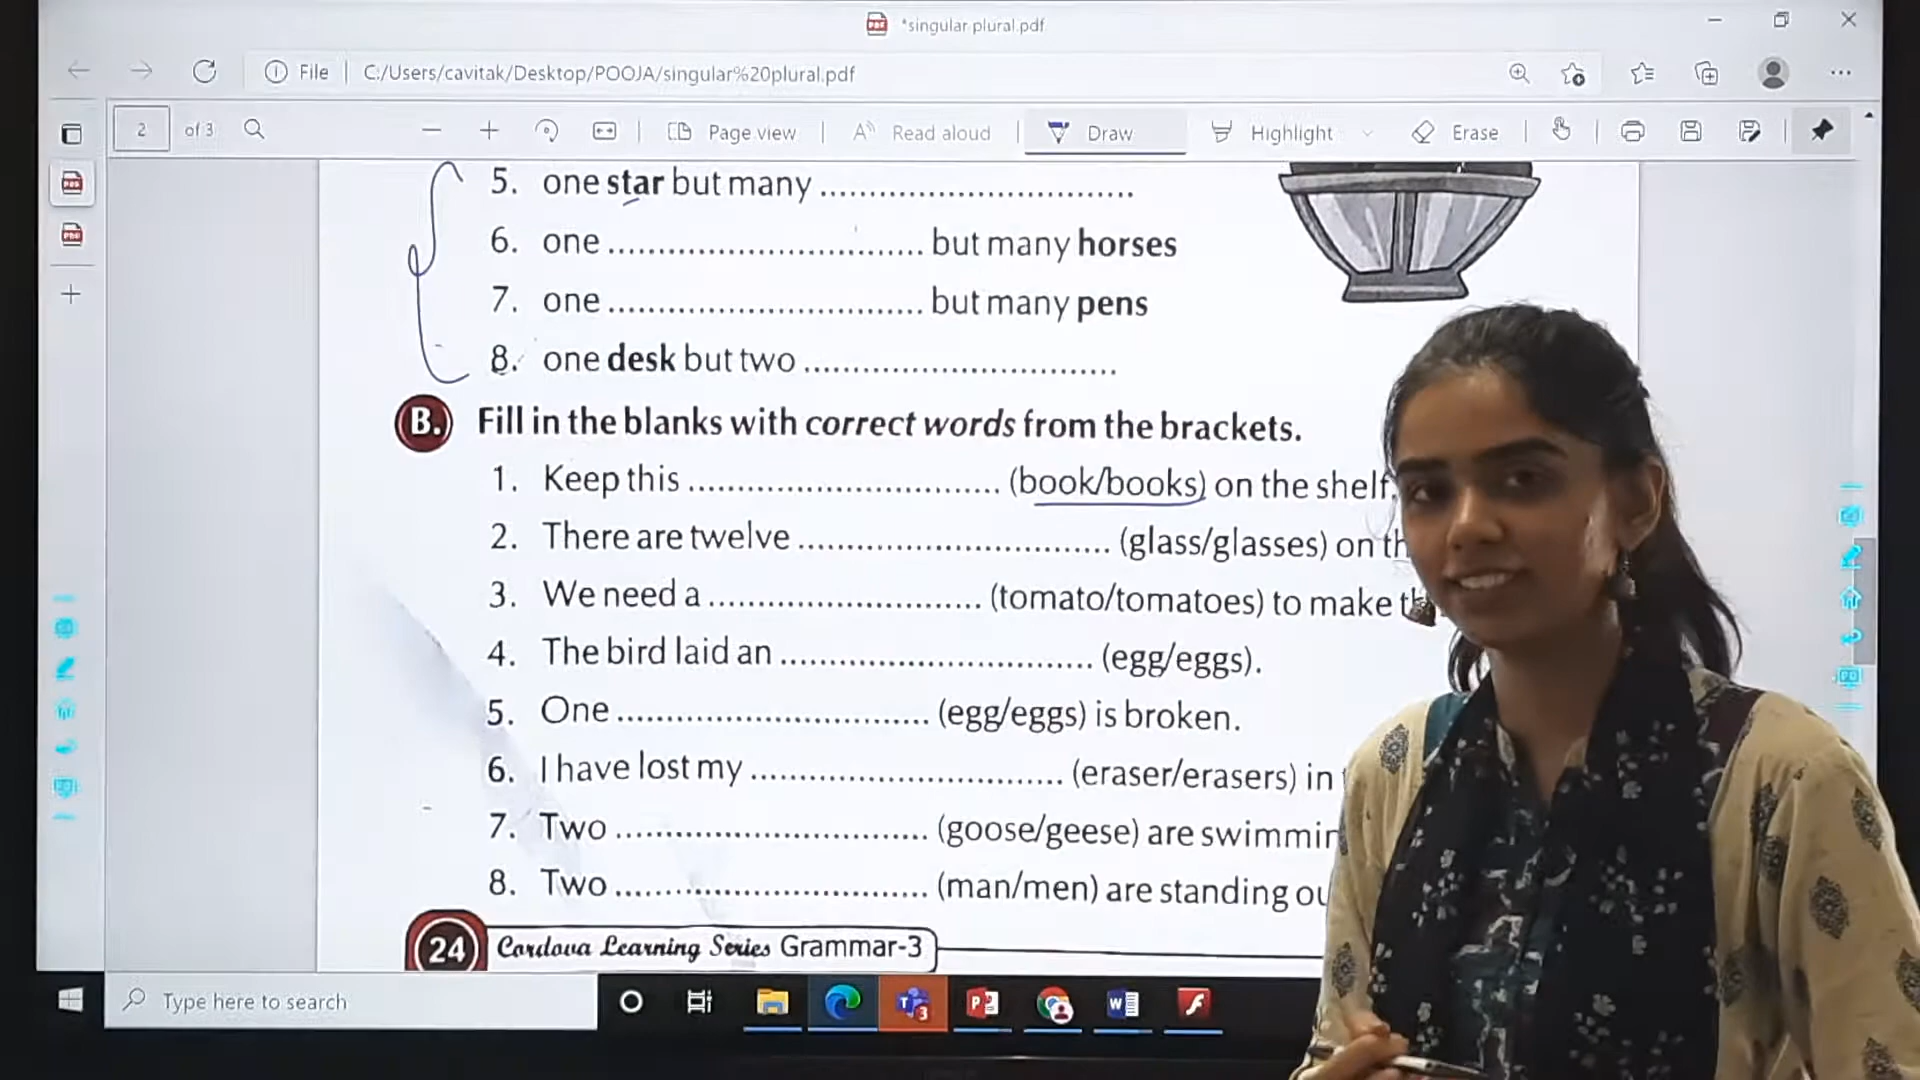 *singular plural.pdf
File C:/Users/cavitak/Desktop/POOJA/singular%20plural.pdf
2 of 3 Page view Read aloud Draw Highlight Erase
5. one star but many ................................
6. one ................................ but many horses
7. one ................................ but many pens
8. one desk but two ................................
B. Fill in the blanks with correct words from the brackets.
1. Keep this ................................ (book/books) on the shelf.
2. There are twelve ................................ (glass/glasses) on
3. We need a ............................ (tomato/tomatoes) to make
4. The bird laid an ................................ (egg/eggs).
5. One ................................ (egg/eggs) is broken.
6. I have lost my ................................ (eraser/erasers) in
7. Two ................................ (goose/geese) are
8. Two ................................ (man/men) are standing
24 Cordova Learning Series Grammar-3
Type here to search